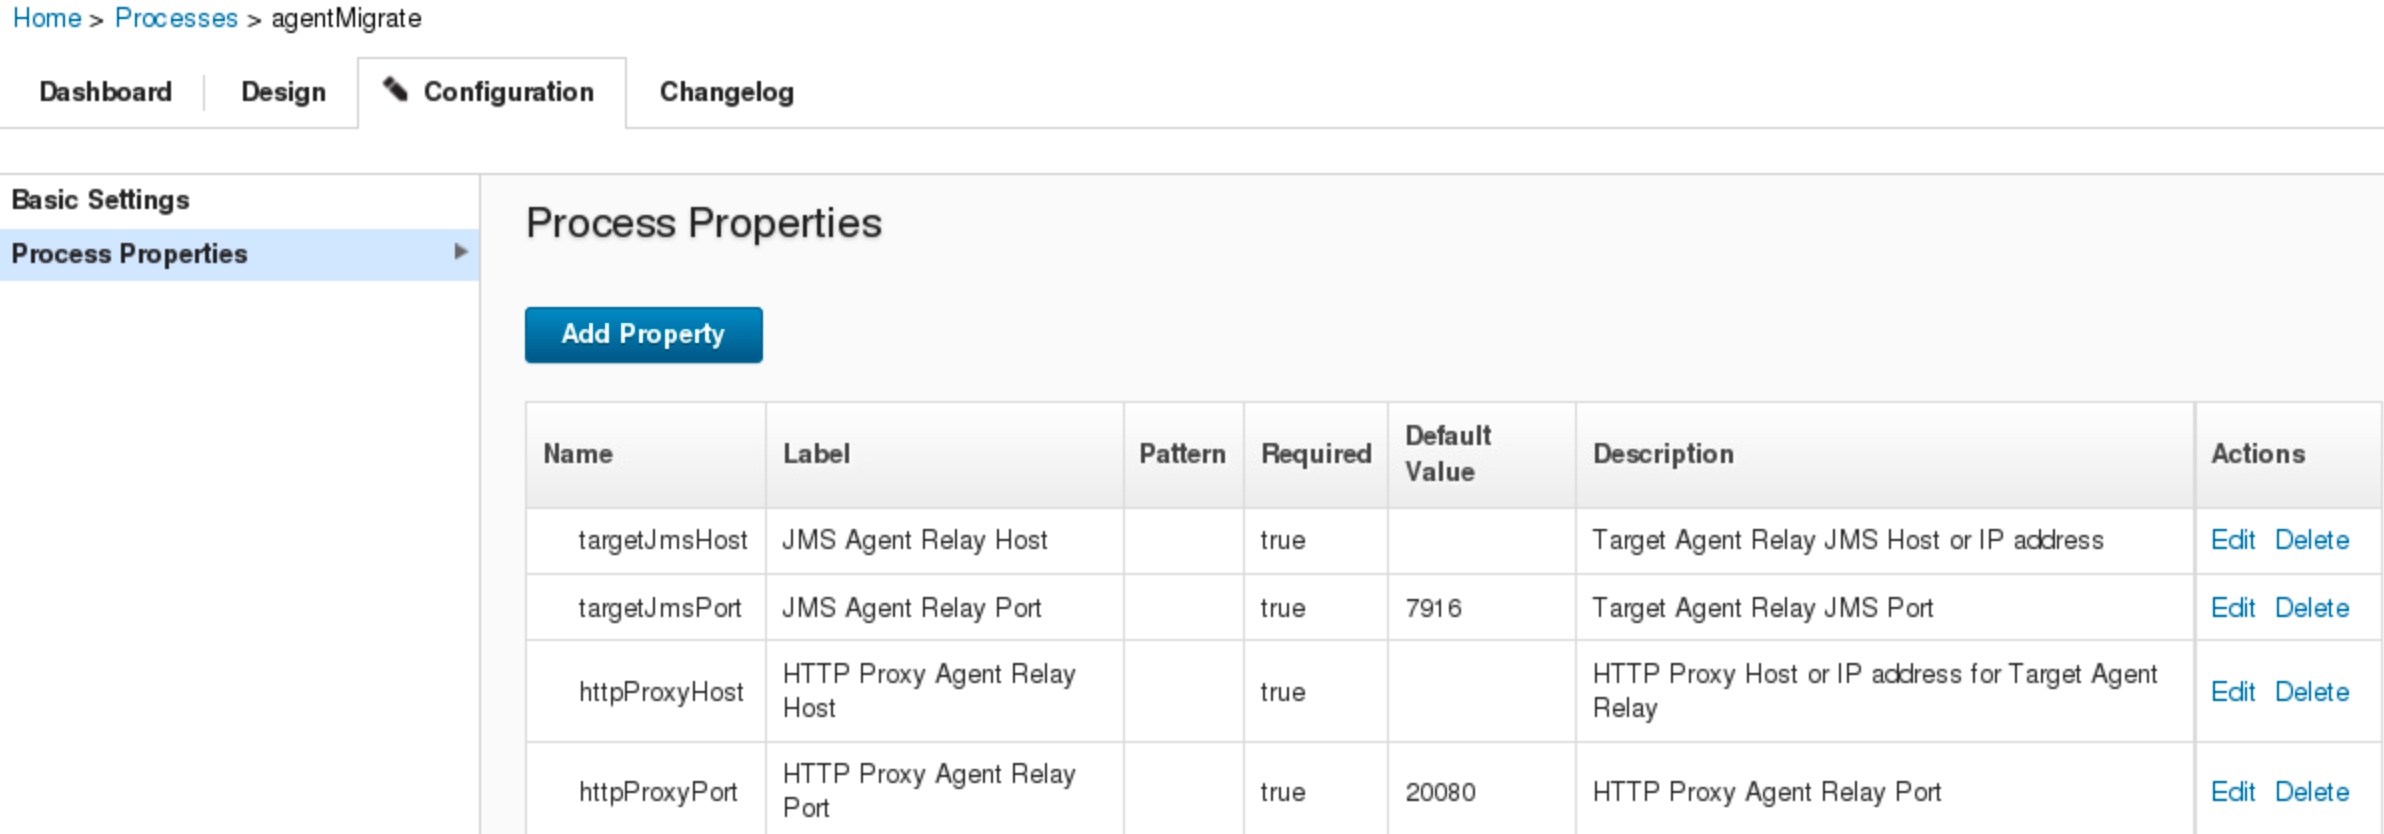 Home > Processes > agentMigrate
Dashboard Design Configuration Changelog
Basic Settings
Process Properties
Process Properties
Add Property
Name Label Pattern Required Default Value Description Actions
targetJmsHost JMS Agent Relay Host true Target Agent Relay JMS Host or IP address Edit Delete
targetJmsPort JMS Agent Relay Port true 7916 Target Agent Relay JMS Port Edit Delete
httpProxyHost HTTP Proxy Agent Relay Host true HTTP Proxy Host or IP address for Target Agent Relay Edit Delete
httpProxyPort HTTP Proxy Agent Relay Port true 20080 HTTP Proxy Agent Relay Port Edit Delete